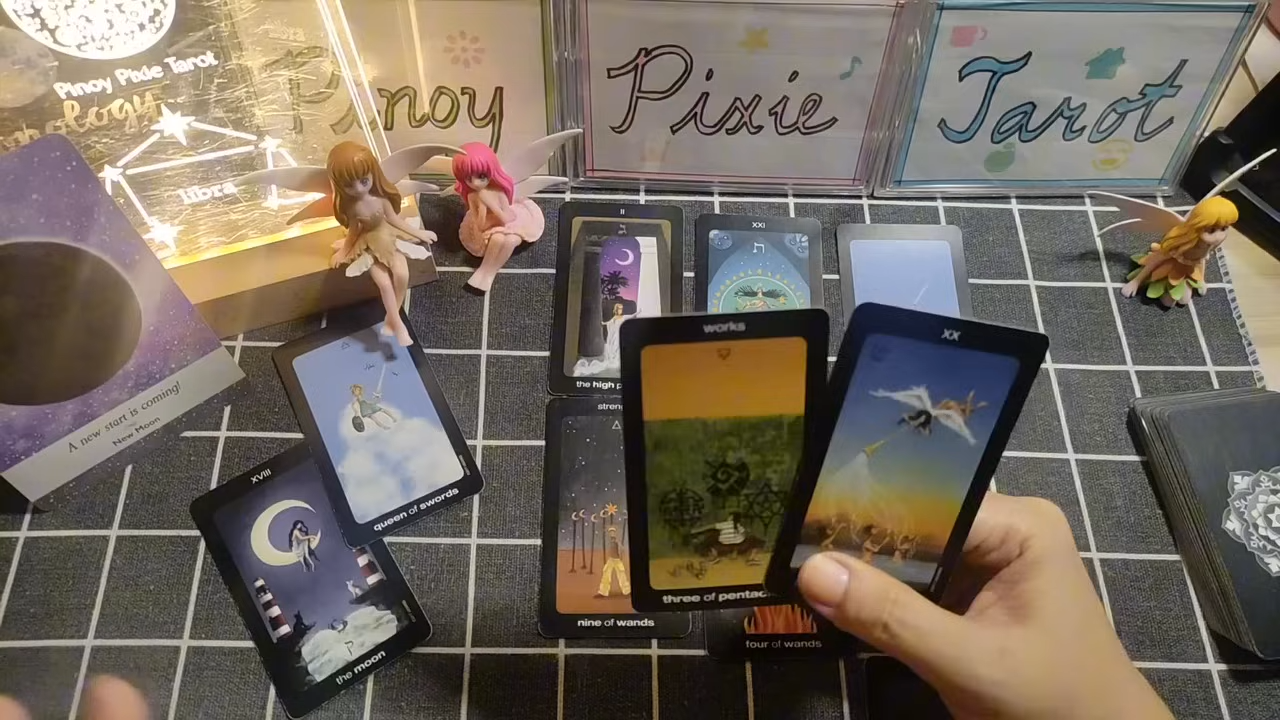 Pinoy Pixie Tarot
libra
Pinoy
Pixie
Tarot
A new start is coming!
New Moon
queen of swords
XVIII
the moon
II
the high p
XXI
stren
nine of wands
works
three of pentac
XX
four of wands